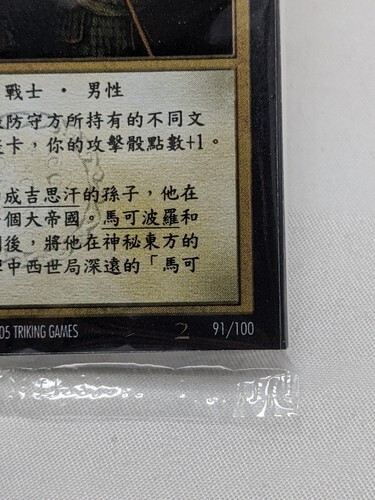 戰士 · 男性
防守方所持有的不同文
卡，你的攻擊骰點數+1。
成吉思汗的孫子，他在
個大帝國。馬可波羅和
後，將他在神秘東方的
中西世局深遠的「馬可
05 TRIKING GAMES 2 91/100